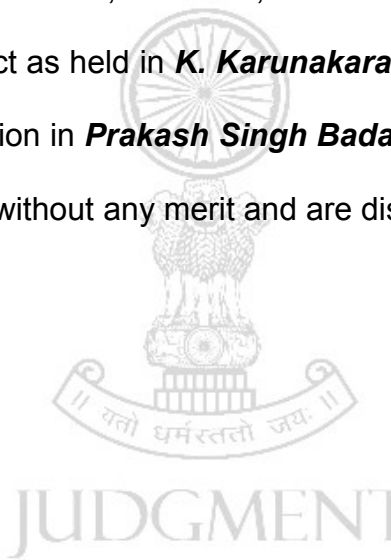 ct as held in K. Karunakara
ion in Prakash Singh Bada
without any merit and are dis
यतो धर्मस्ततो जयः
JUDGMENT